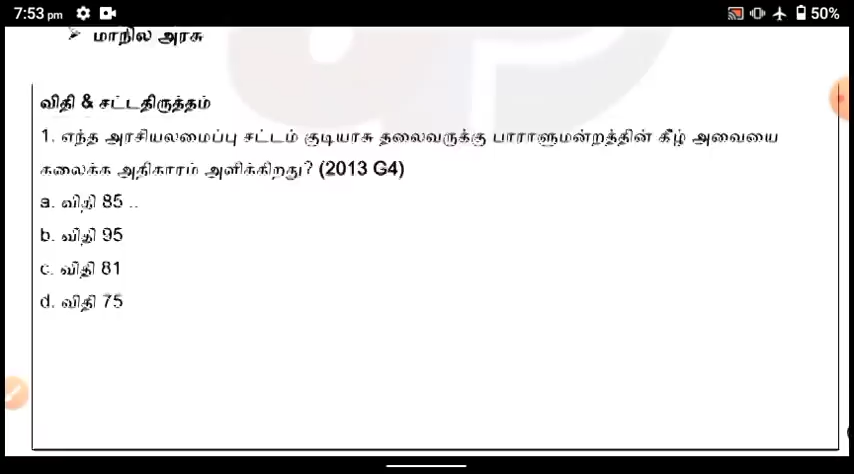 7:53 pm 50%
மாநில அரசு
விதி & சட்டதிருத்தம்
1. எந்த அரசியலமைப்பு சட்டம் குடியரசு தலைவருக்கு பாராளுமன்றத்தின் கீழ் அவையை
கலைக்க அதிகாரம் அளிக்கிறது? (2013 G4)
a. விதி 85 ..
b. விதி 95
c. விதி 81
d. விதி 75